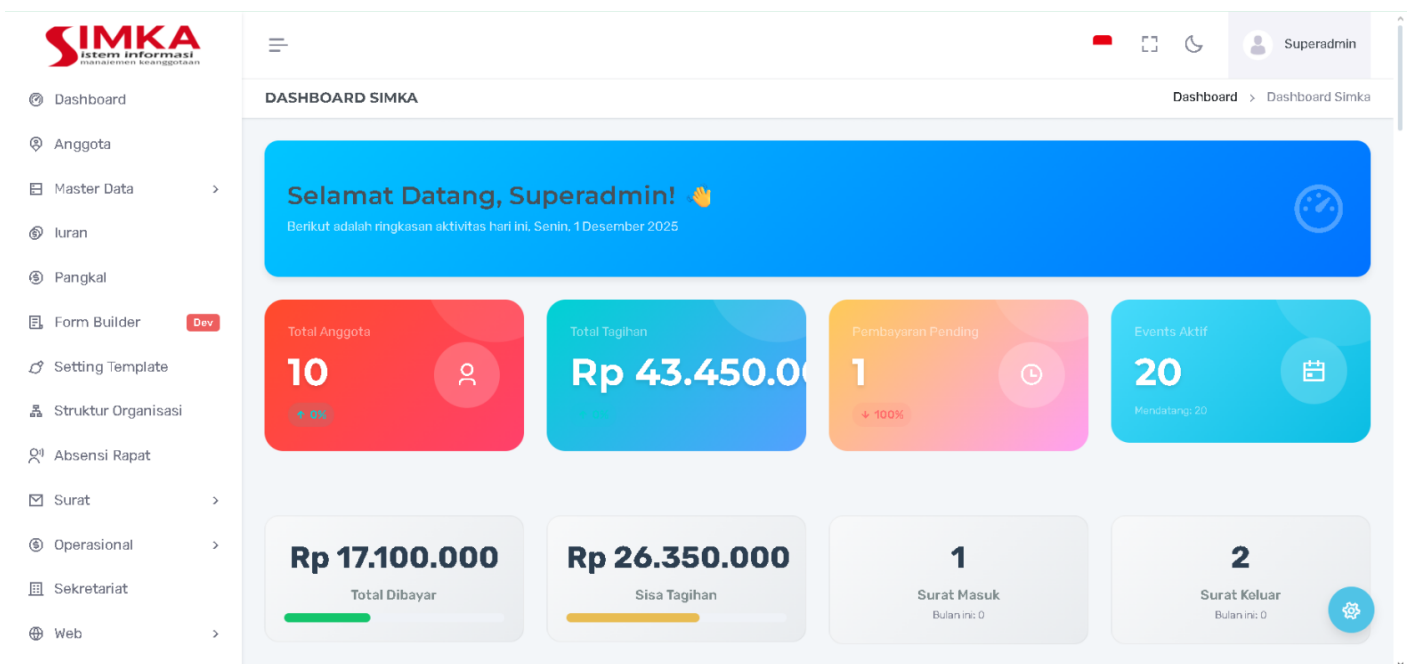 SIMKA
istem informasi
manajemen keanggotaan
Superadmin
Dashboard
Anggota
Master Data
Iuran
Pangkal
Form Builder
Dev
Setting Template
Struktur Organisasi
Absensi Rapat
Surat
Operasional
Sekretariat
Web
DASHBOARD SIMKA
Dashboard > Dashboard Simka
Selamat Datang, Superadmin! 👋
Berikut adalah ringkasan aktivitas hari ini, Senin, 1 Desember 2025
Total Anggota
10
↑ 0%
Total Tagihan
Rp 43.450.0
Pembayaran Pending
1
↓ 100%
Events Aktif
20
Mendatang: 20
Rp 17.100.000
Total Dibayar
Rp 26.350.000
Sisa Tagihan
1
Surat Masuk
Bulan ini: 0
2
Surat Keluar
Bulan ini: 0